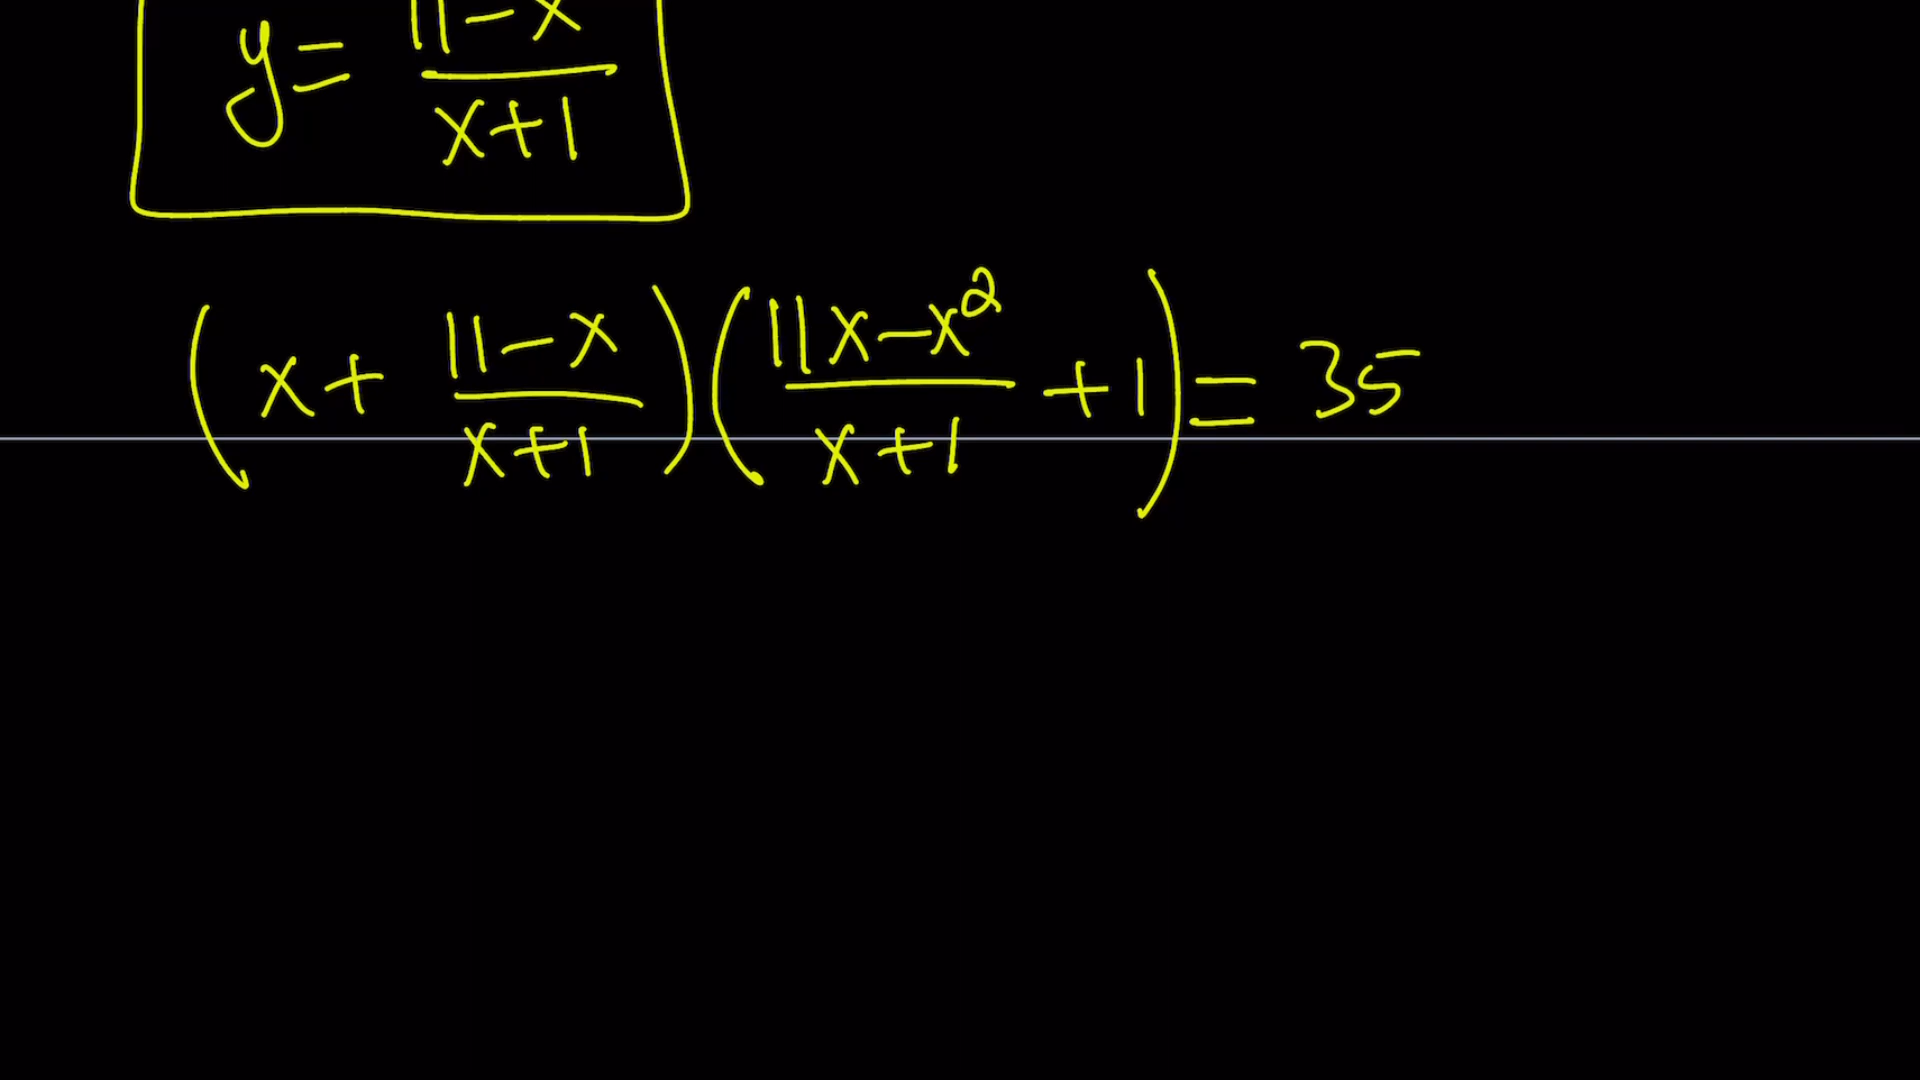 y = (11-x)/(x+1)
(x + (11-x)/(x+1)) ((11x-x²)/(x+1) + 1) = 35